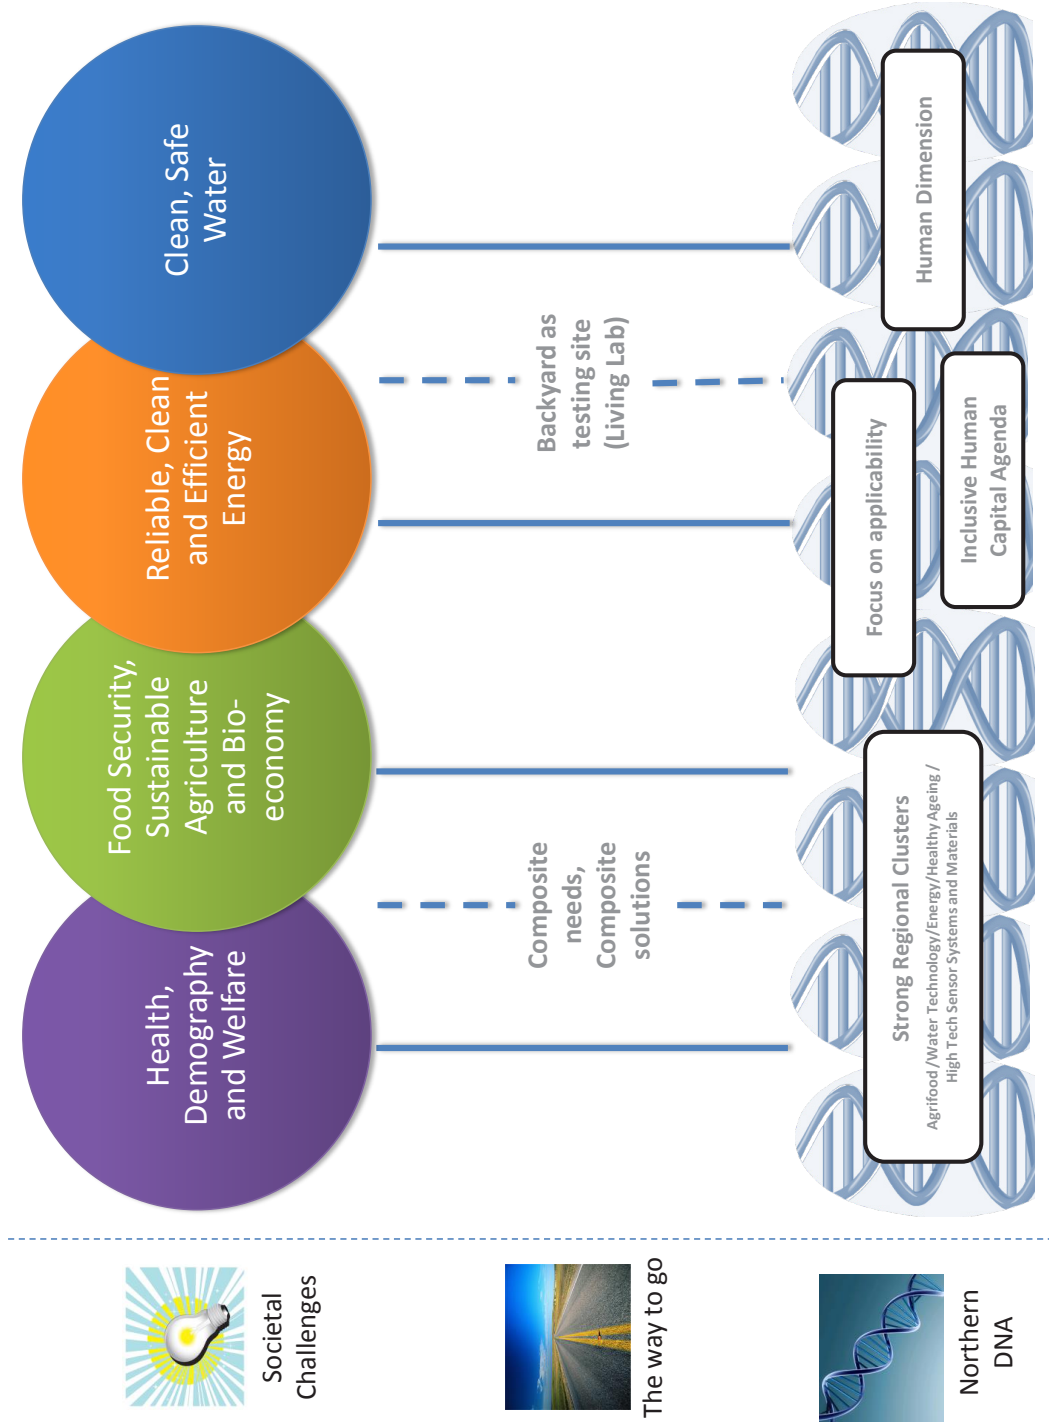 Societal
Challenges
Health,
Demography
and Welfare
Food Security,
Sustainable
Agriculture
and Bio-
economy
Reliable, Clean
and Efficient
Energy
Clean, Safe
Water
The way to go
Composite
needs,
Composite
solutions
Backyard as
testing site
(Living Lab)
Northern
DNA
Strong Regional Clusters
Agrifood /Water Technology/Energy/Healthy Ageing /
High Tech Sensor Systems and Materials
Focus on applicability
Inclusive Human
Capital Agenda
Human Dimension